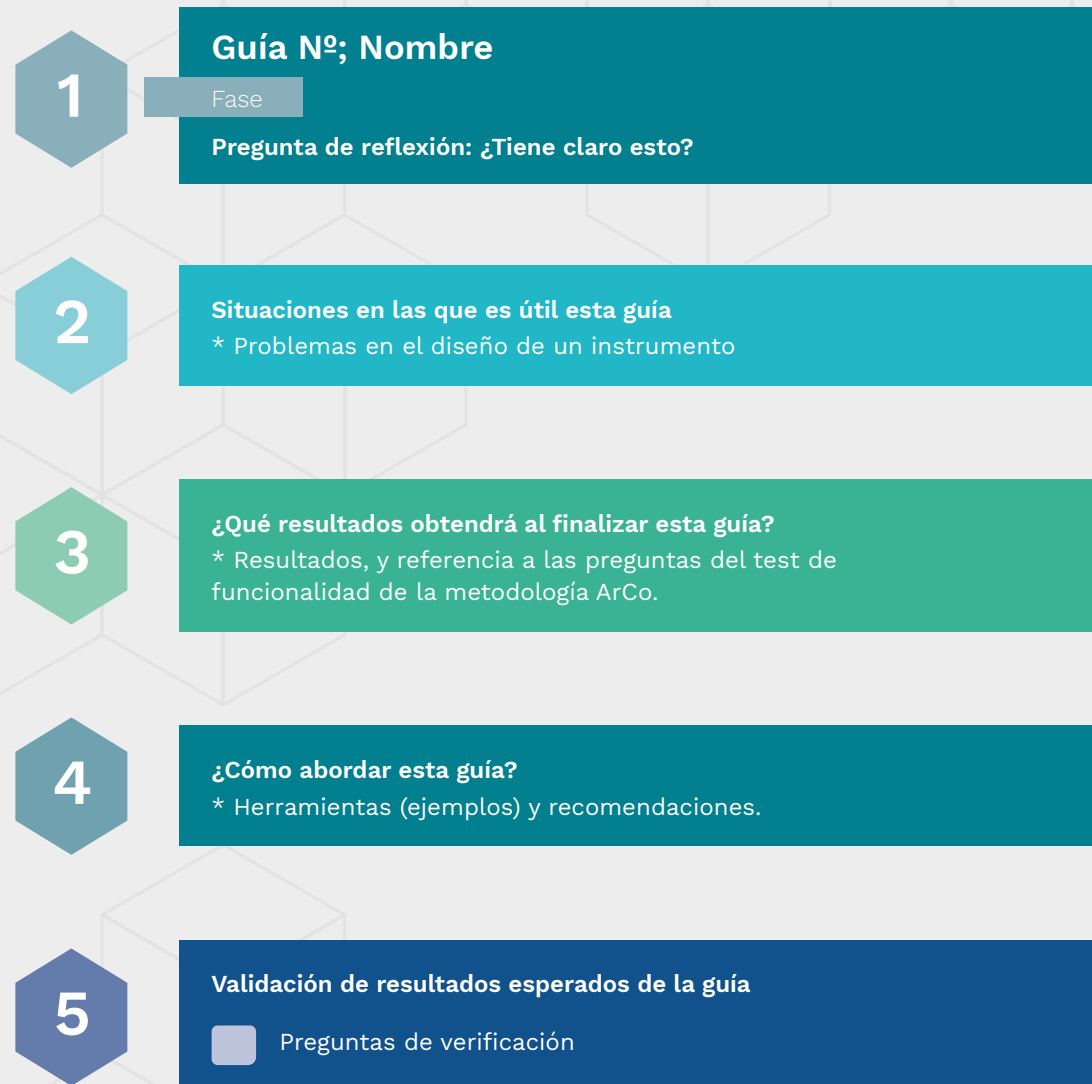 1
Guía Nº; Nombre
Fase
Pregunta de reflexión: ¿Tiene claro esto?
2
Situaciones en las que es útil esta guía
* Problemas en el diseño de un instrumento
3
¿Qué resultados obtendrá al finalizar esta guía?
* Resultados, y referencia a las preguntas del test de
funcionalidad de la metodología ArCo.
4
¿Cómo abordar esta guía?
* Herramientas (ejemplos) y recomendaciones.
5
Validación de resultados esperados de la guía
Preguntas de verificación